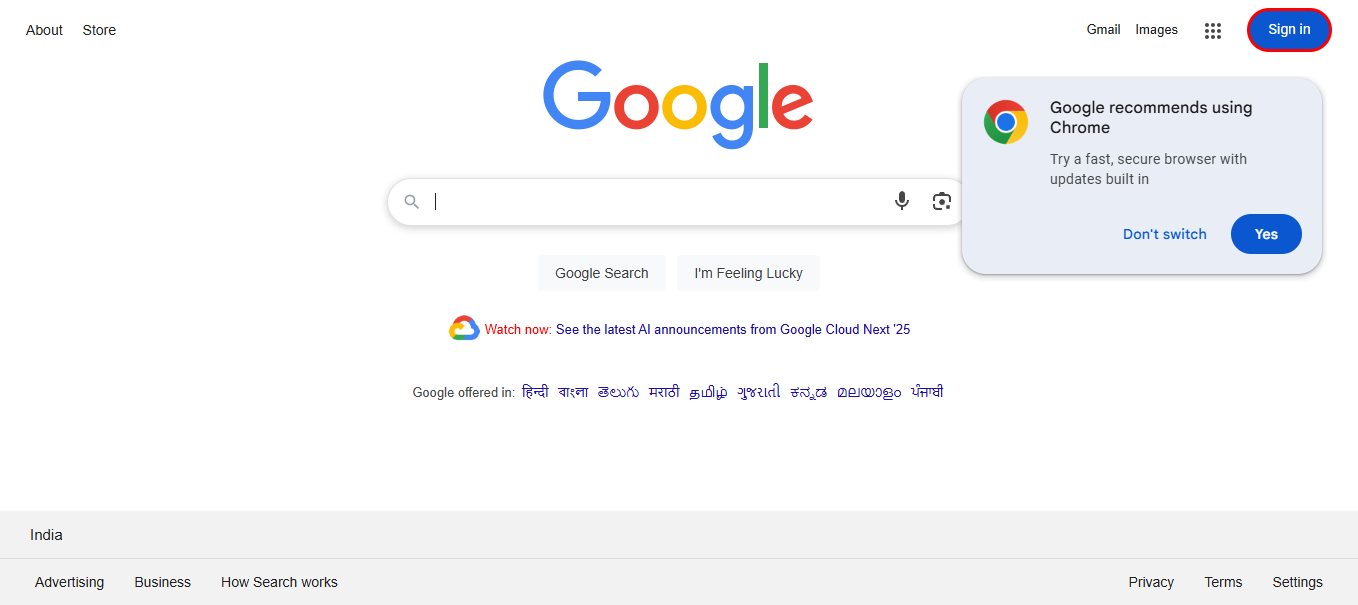 About Store
Gmail Images Sign in
Google
Google recommends using
Chrome
Try a fast, secure browser with
updates built in
Don't switch Yes
Google Search I'm Feeling Lucky
Watch now: See the latest AI announcements from Google Cloud Next '25
Google offered in: हिन्दी বাংলা తెలుగు मराठी தமிழ் ગુજરાતી ಕನ್ನಡ മലയാളം ਪੰਜਾਬੀ
India
Advertising Business How Search works
Privacy Terms Settings